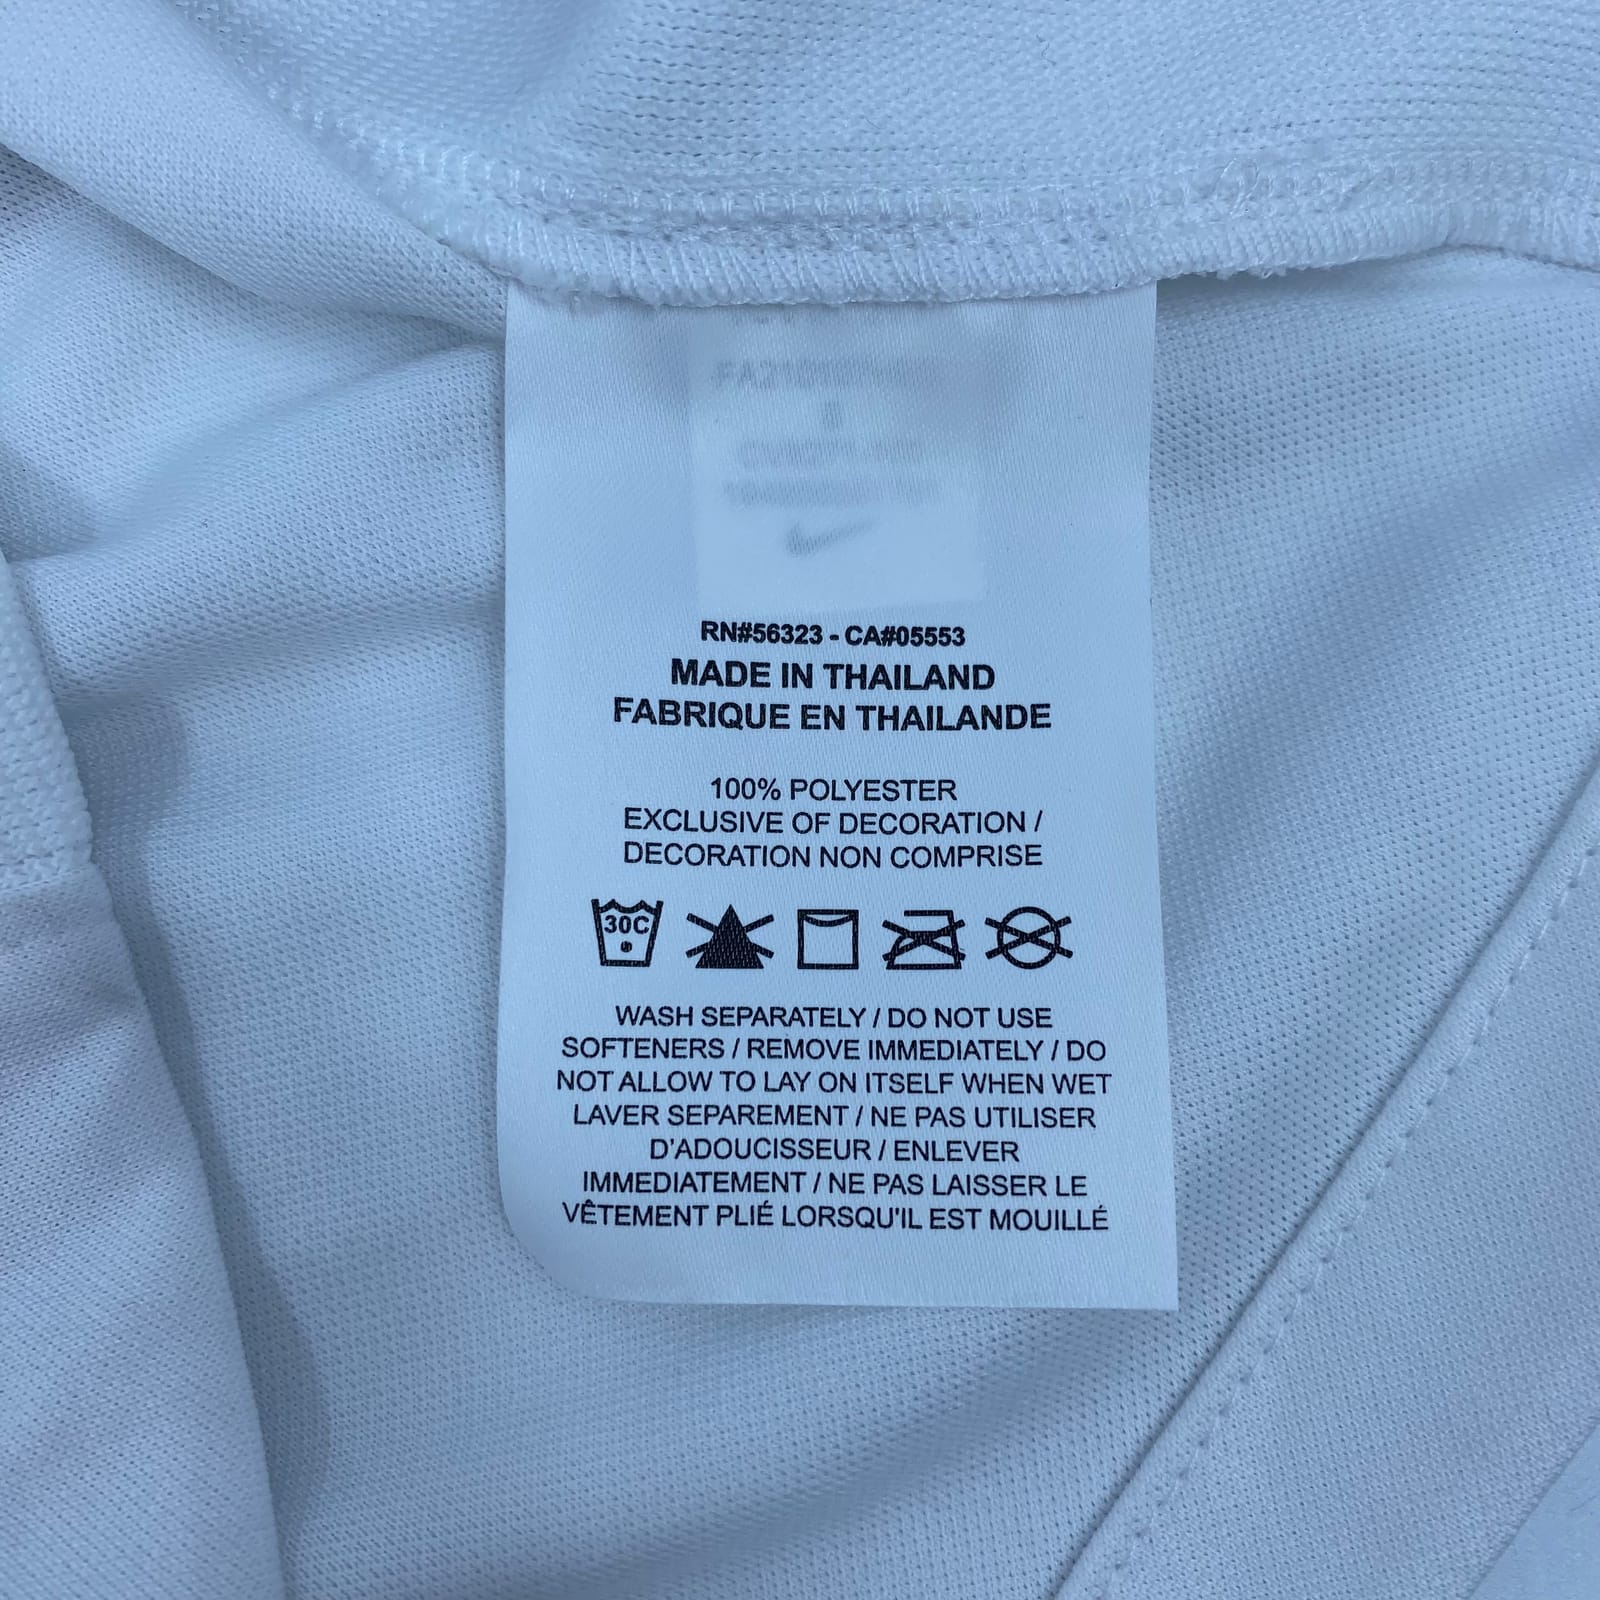 RN#56323 - CA#05553
MADE IN THAILAND
FABRIQUE EN THAILANDE
100% POLYESTER
EXCLUSIVE OF DECORATION /
DECORATION NON COMPRISE
30C
WASH SEPARATELY / DO NOT USE
SOFTENERS / REMOVE IMMEDIATELY / DO
NOT ALLOW TO LAY ON ITSELF WHEN WET
LAVER SEPAREMENT / NE PAS UTILISER
D'ADOUCISSEUR / ENLEVER
IMMEDIATEMENT / NE PAS LAISSER LE
VÊTEMENT PLIÉ LORSQU'IL EST MOUILLÉ